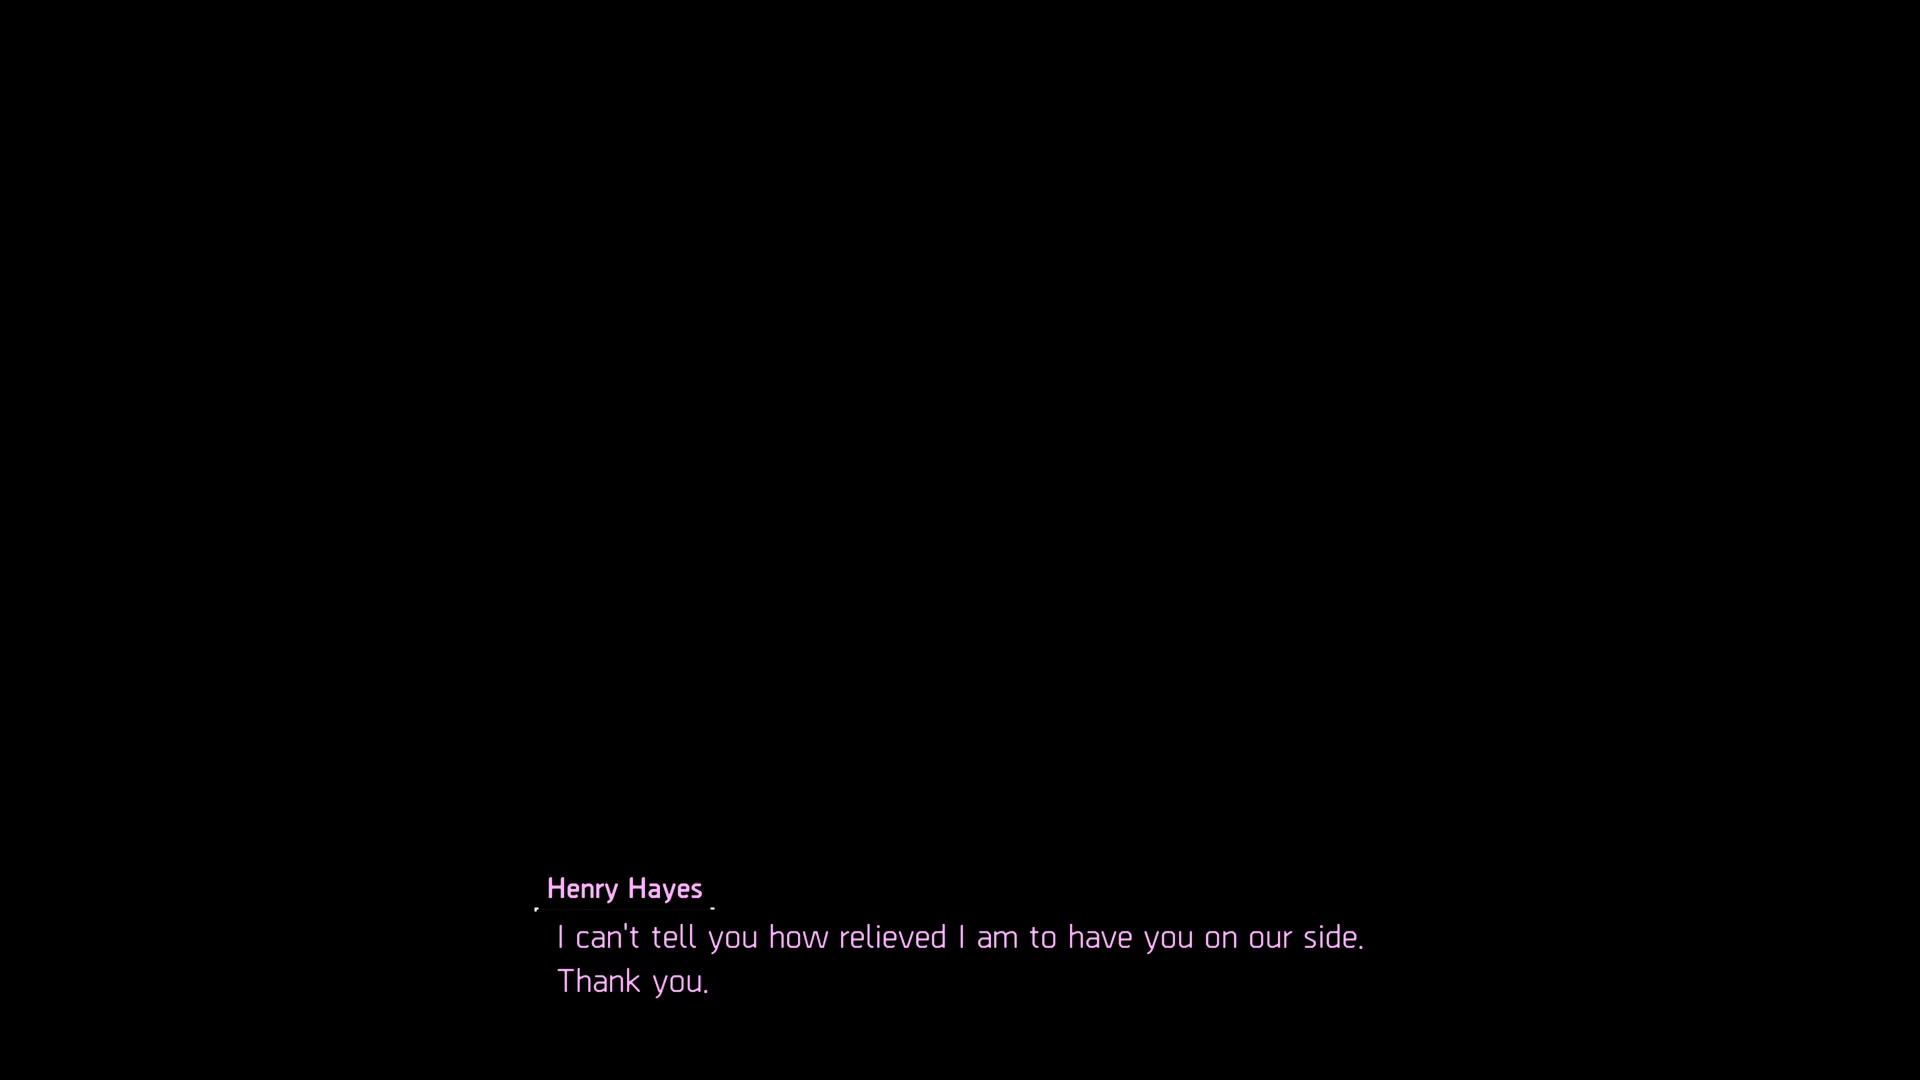 Henry Hayes
I can't tell you how relieved I am to have you on our side.
Thank you.